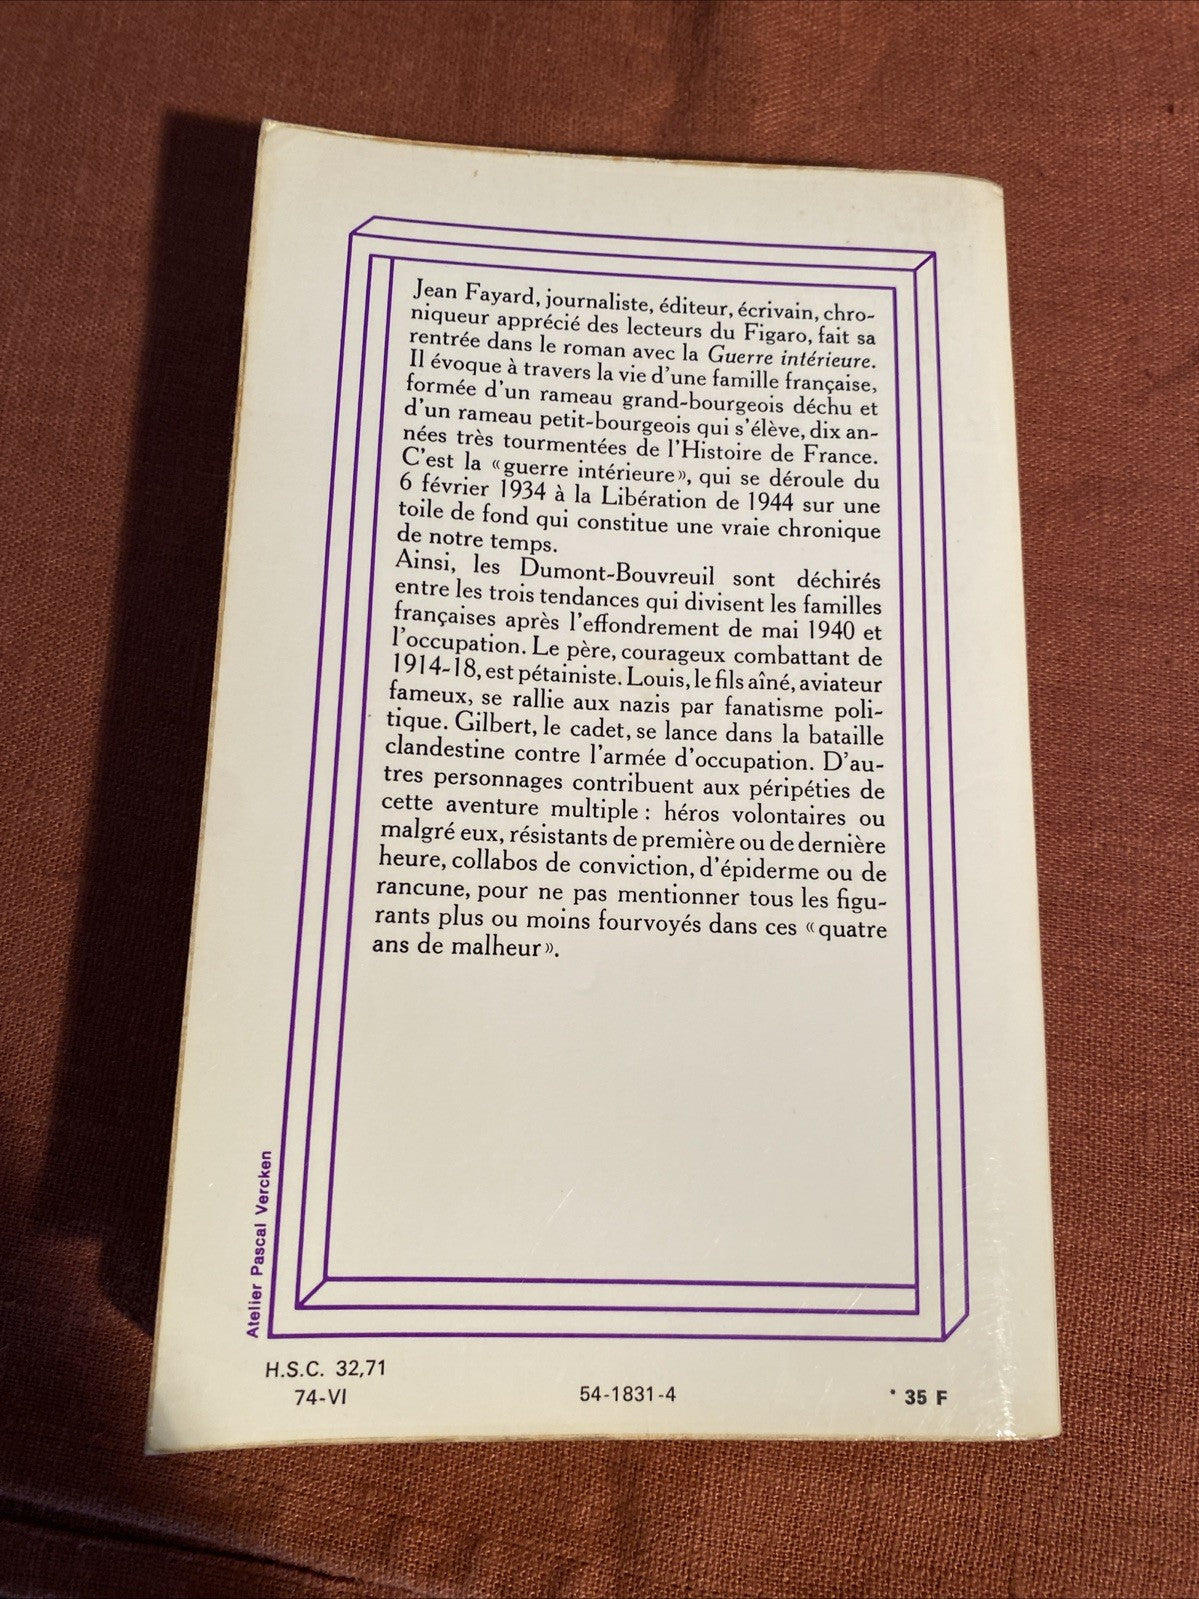 Jean Fayard, journaliste, éditeur, écrivain, chro-
niqueur apprécié des lecteurs du Figaro, fait sa
rentrée dans le roman avec la Guerre intérieure.
Il évoque à travers la vie d'une famille française,
formée d'un rameau grand-bourgeois déchu et
d'un rameau petit-bourgeois qui s'élève, dix an-
nées très tourmentées de l'Histoire de France.
C'est la «guerre intérieure», qui se déroule du
6 février 1934 à la Libération de 1944 sur une
toile de fond qui constitue une vraie chronique
de notre temps.
Ainsi, les Dumont-Bouvreuil sont déchirés
entre les trois tendances qui divisent les familles
françaises après l'effondrement de mai 1940 et
l'occupation. Le père, courageux combattant de
1914-18, est pétainiste. Louis, le fils aîné, aviateur
fameux, se rallie aux nazis par fanatisme poli-
tique. Gilbert, le cadet, se lance dans la bataille
clandestine contre l'armée d'occupation. D'au-
tres personnages contribuent aux péripéties de
cette aventure multiple : héros volontaires ou
malgré eux, résistants de première ou de dernière
heure, collabos de conviction, d'épiderme ou de
rancune, pour ne pas mentionner tous les figu-
rants plus ou moins fourvoyés dans ces «quatre
ans de malheur».
Atelier Pascal Vercken
H.S.C. 32,71
74-VI
54-1831-4
* 35 F